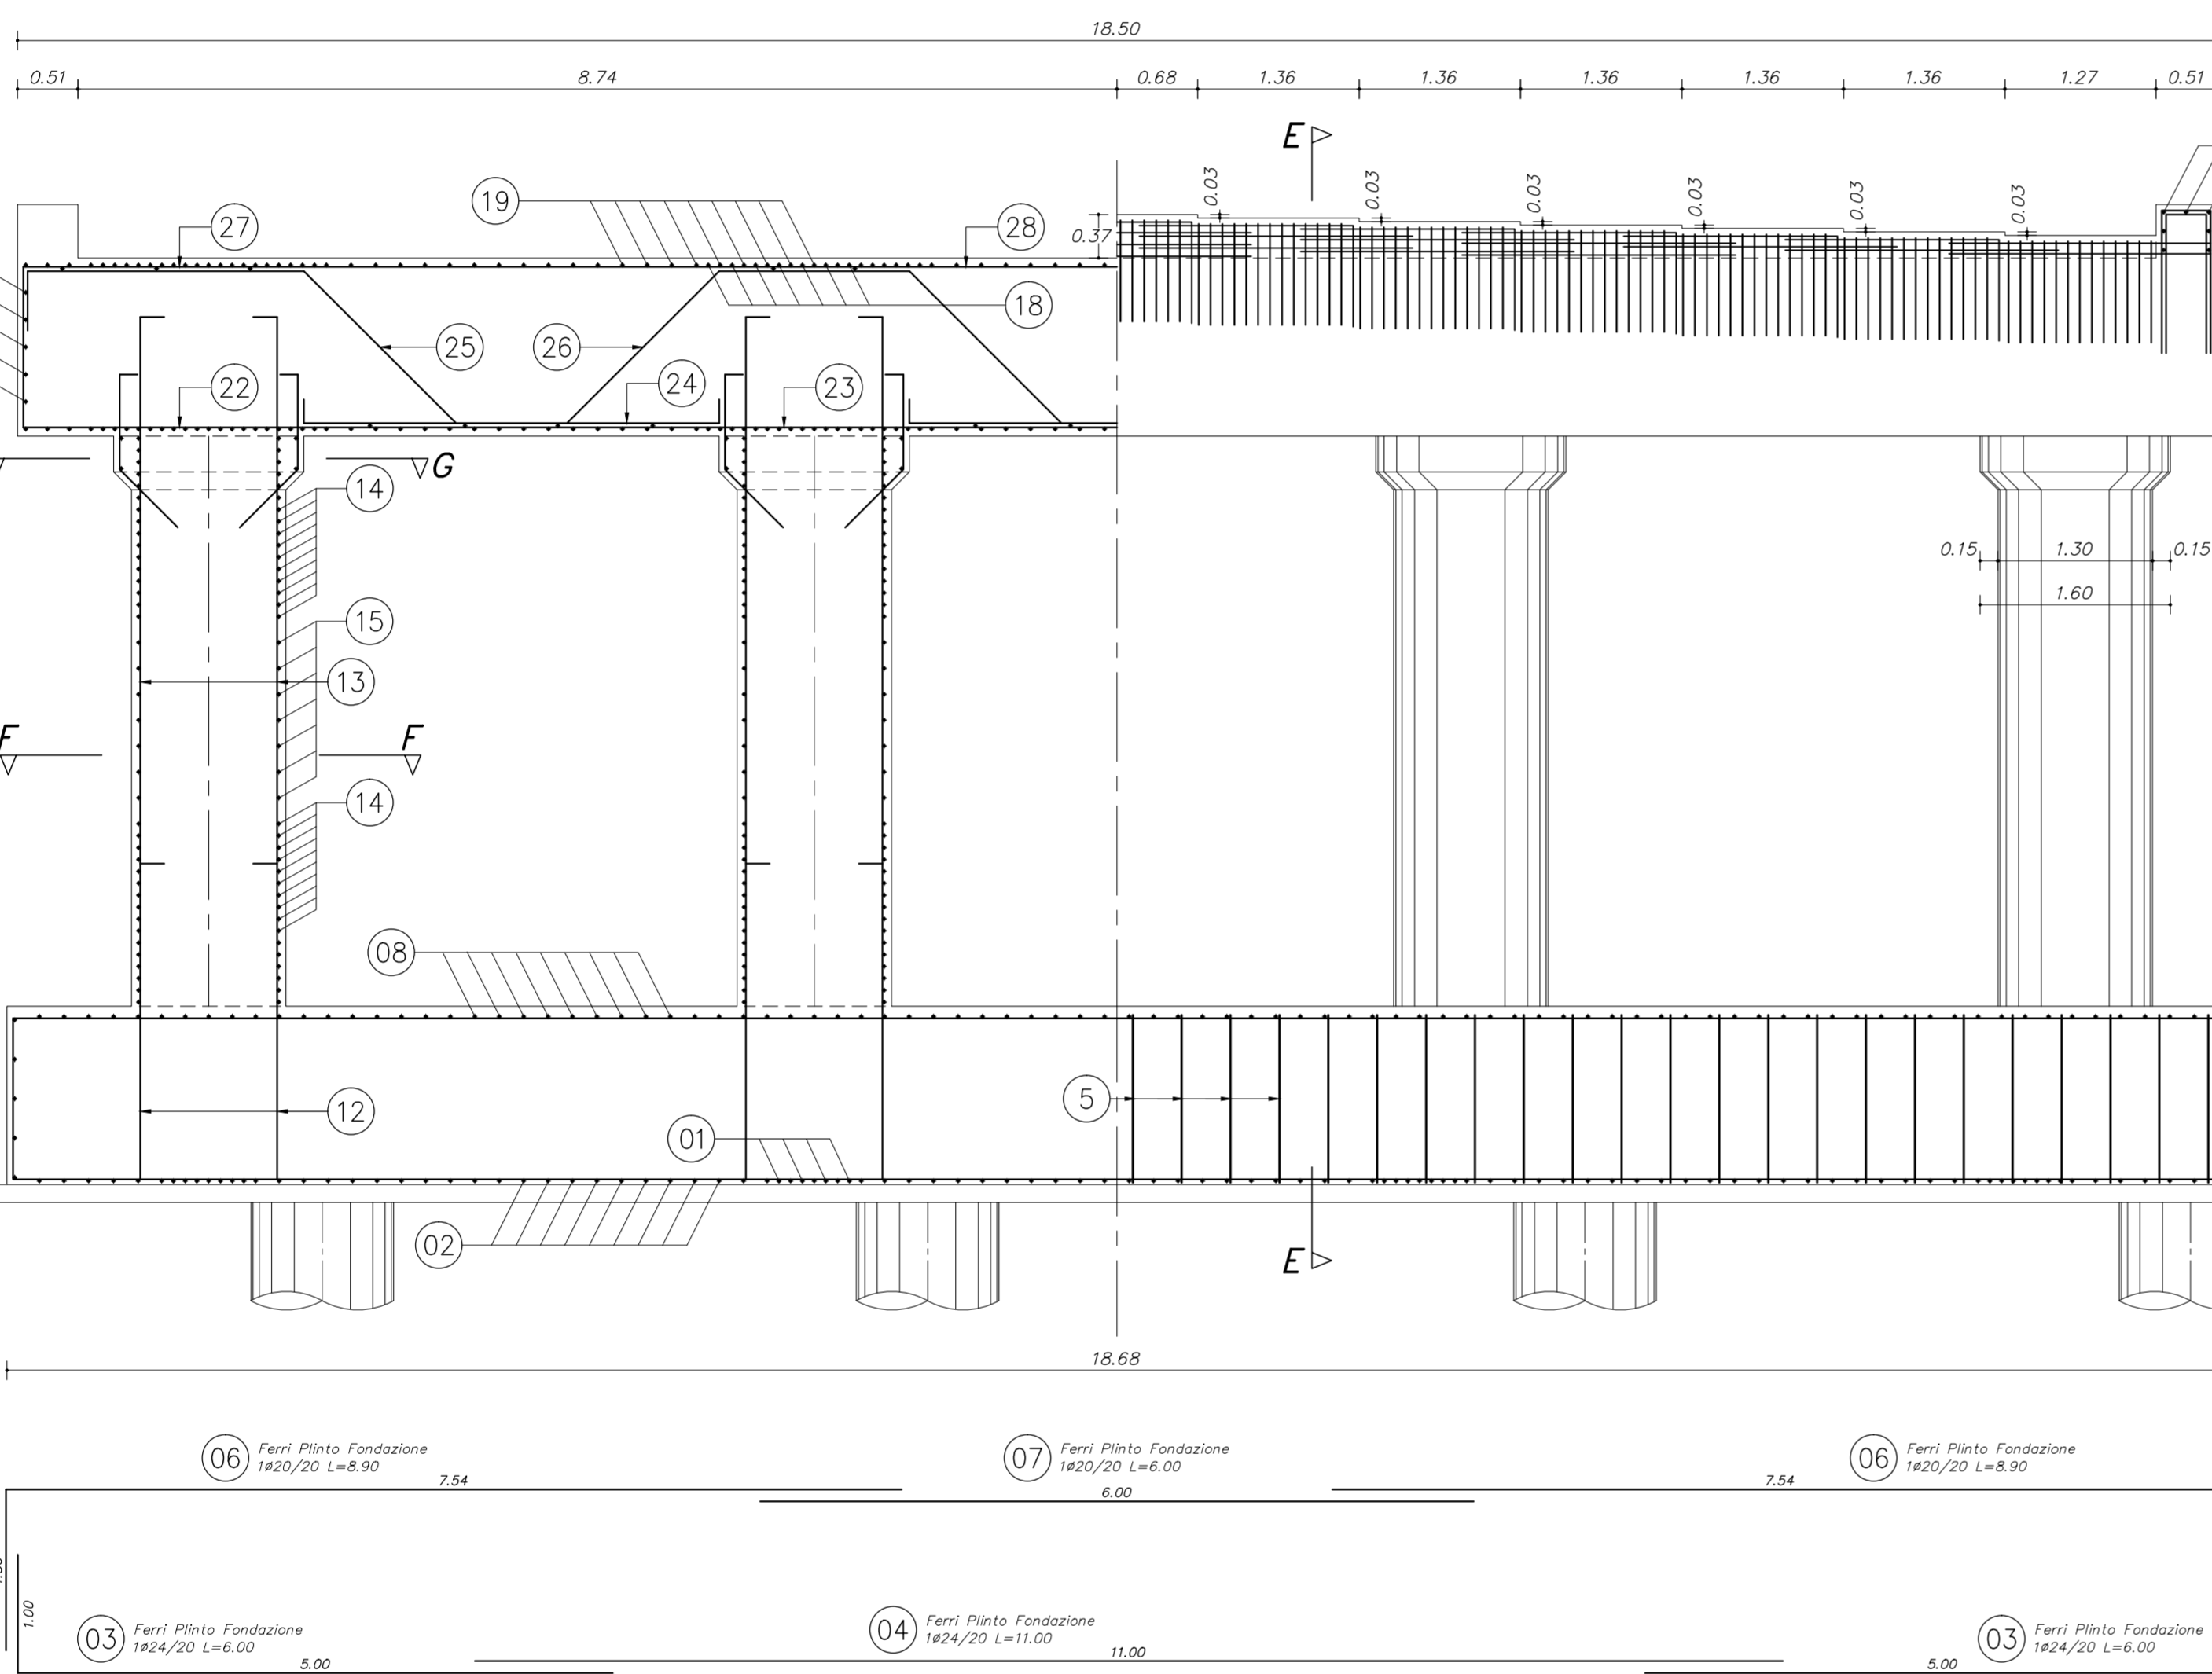 18.50
0.51 8.74 0.68 1.36 1.36 1.36 1.36 1.36 1.27 0.51
E
0.03 0.03 0.03 0.03 0.03 0.03
19
27
28
0.37
18
25
26
22
24
23
G
14
0.15 1.30 0.15
1.60
15
13
F
F
14
08
12
5
01
02
E
18.68
06 Ferri Plinto Fondazione
1ø20/20 L=8.90
7.54
07 Ferri Plinto Fondazione
1ø20/20 L=6.00
6.00
06 Ferri Plinto Fondazione
1ø20/20 L=8.90
7.54
1.00
03 Ferri Plinto Fondazione
1ø24/20 L=6.00
5.00
04 Ferri Plinto Fondazione
1ø24/20 L=11.00
11.00
03 Ferri Plinto Fondazione
1ø24/20 L=6.00
5.00